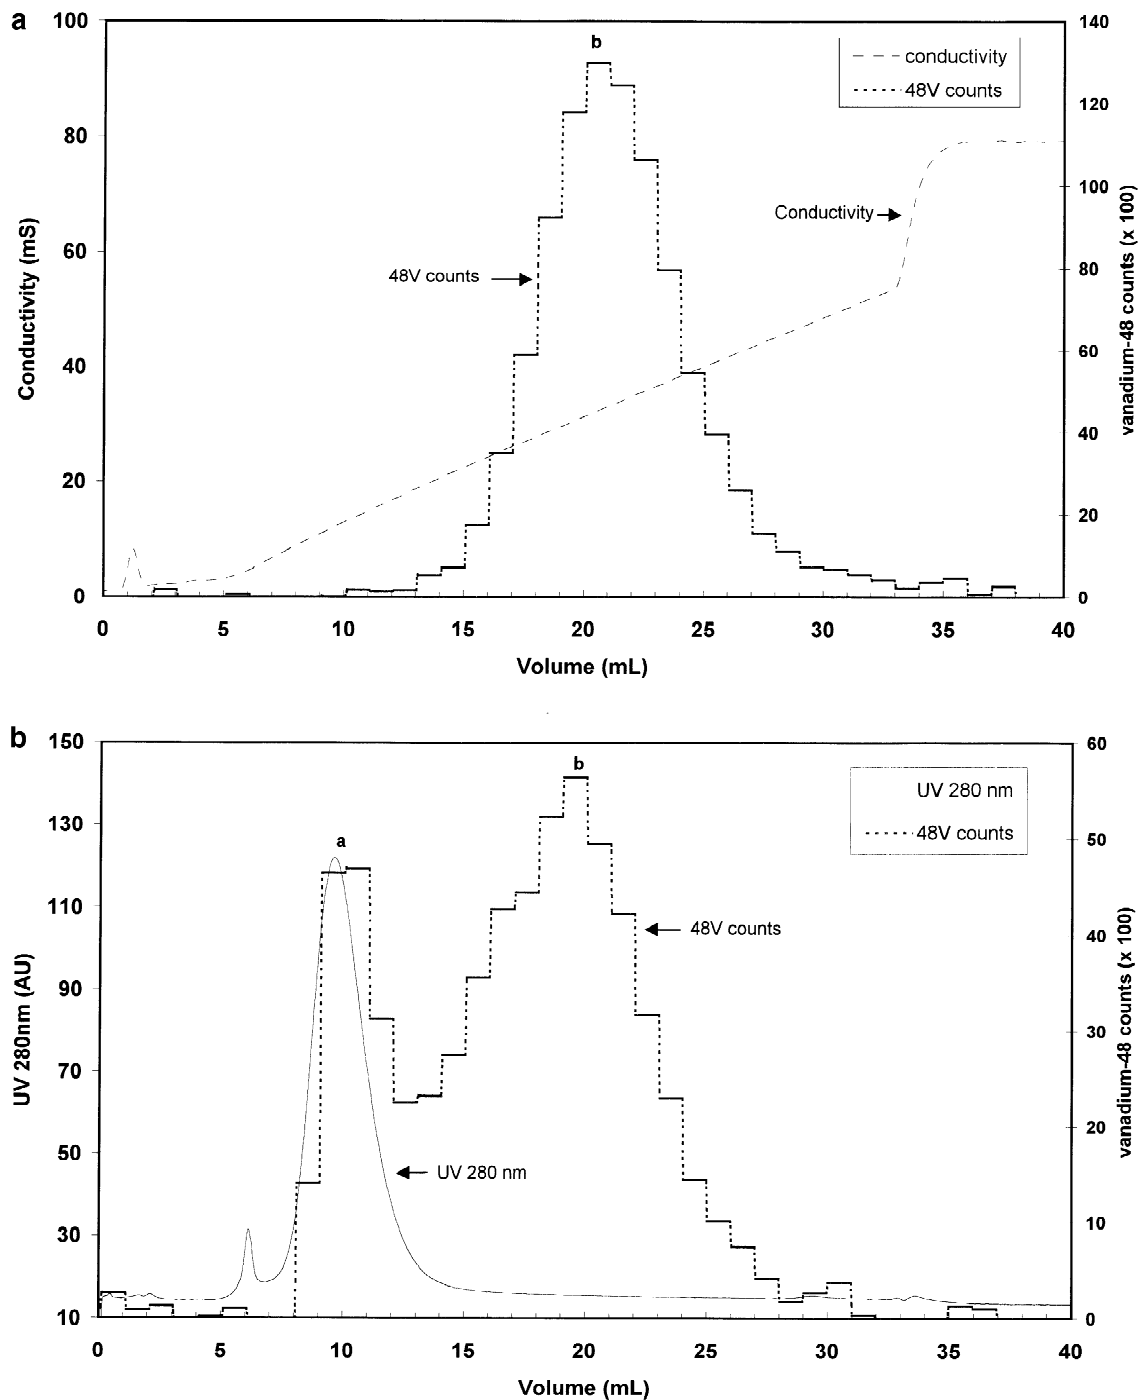 a
100
80
60
40
20
0
Conductivity (mS)
140
120
100
80
60
40
20
0
vanadium-48 counts (x 100)
b
conductivity
48V counts
Conductivity
48V counts
0 5 10 15 20 25 30 35 40
Volume (mL)
b
150
130
110
90
70
50
30
10
UV 280nm (AU)
60
50
40
30
20
10
0
vanadium-48 counts (x 100)
a
b
UV 280 nm
48V counts
48V counts
UV 280 nm
0 5 10 15 20 25 30 35 40
Volume (mL)